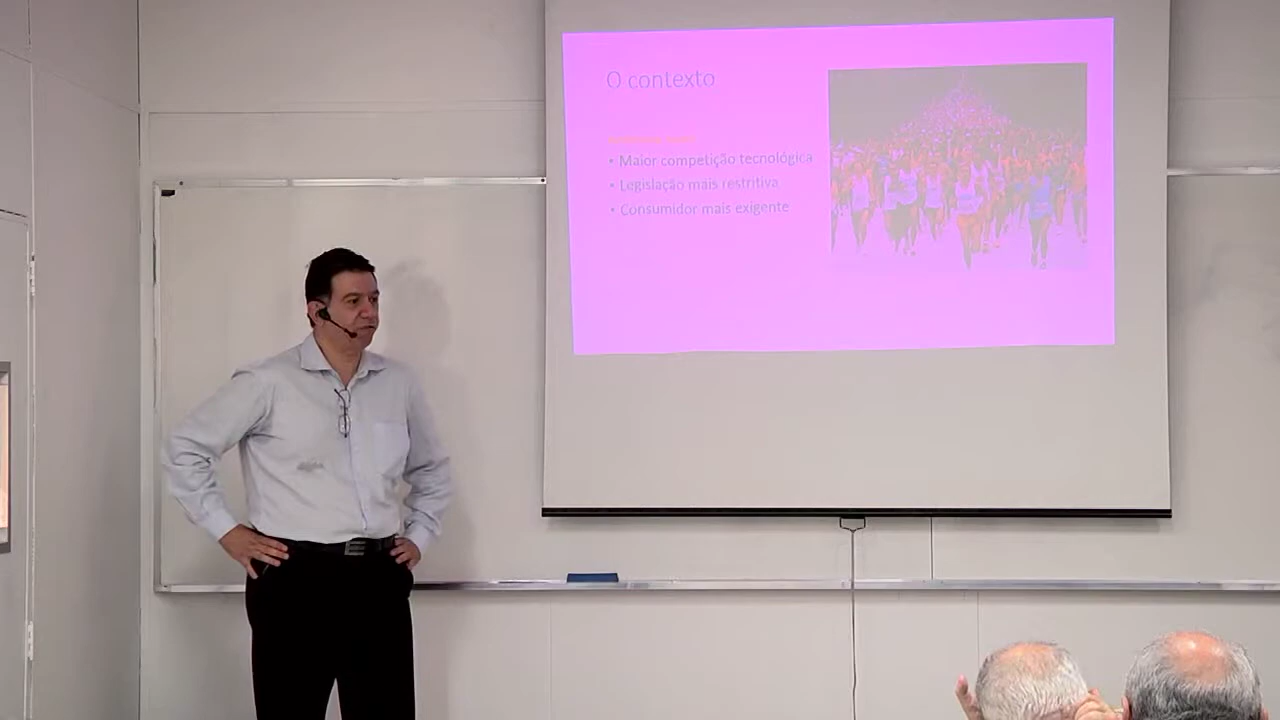 O contexto
• Maior competição tecnológica
• Legislação mais restritiva
• Consumidor mais exigente